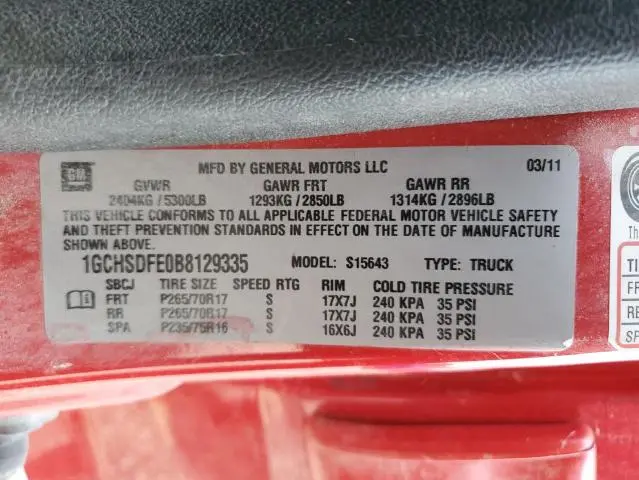 GM MFD BY GENERAL MOTORS LLC 03/11
GVWR GAWR FRT GAWR RR
2404KG / 5300LB 1293KG / 2850LB 1314KG / 2896LB
THIS VEHICLE CONFORMS TO ALL APPLICABLE FEDERAL MOTOR VEHICLE SAFETY
AND THEFT PREVENTION STANDARDS IN EFFECT ON THE DATE OF MANUFACTURE
SHOWN ABOVE.
1GCHSDFE0B8129335 MODEL: S15643 TYPE: TRUCK
SBCJ TIRE SIZE SPEED RTG RIM COLD TIRE PRESSURE
FRT P265/70R17 S 17X7J 240 KPA 35 PSI
RR P265/70R17 S 17X7J 240 KPA 35 PSI
SPA P235/75R16 S 16X6J 240 KPA 35 PSI